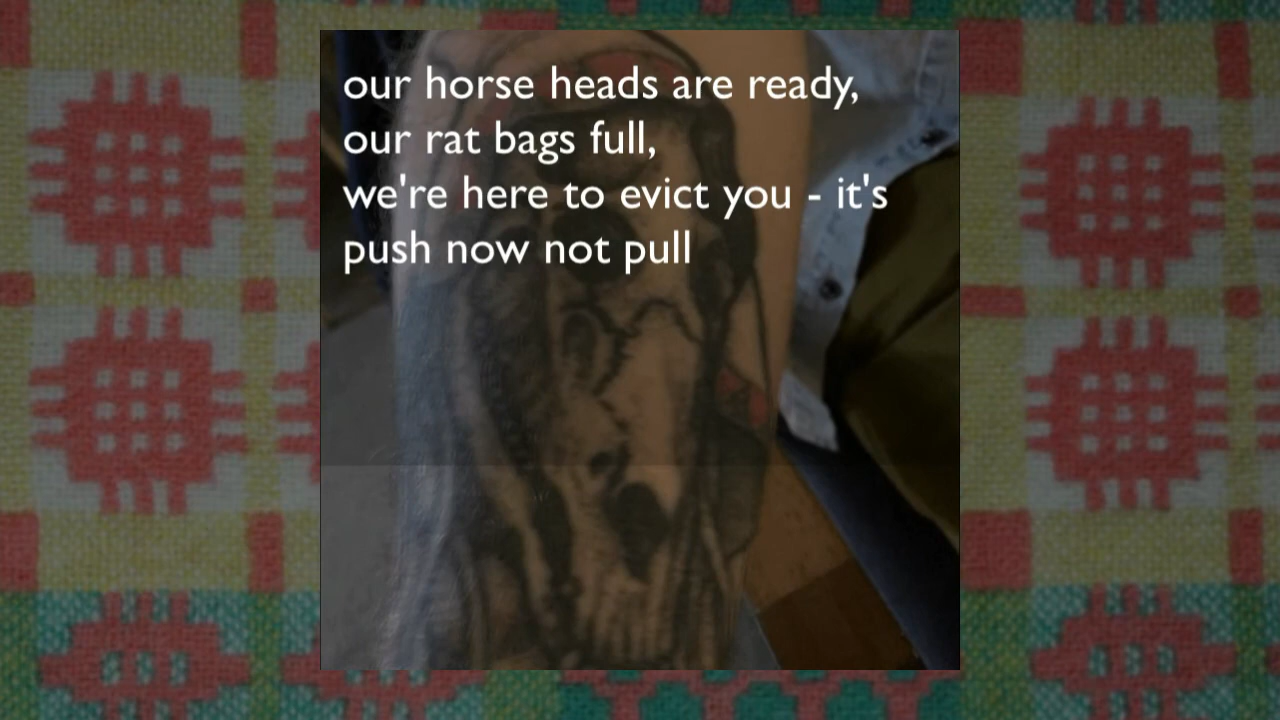 our horse heads are ready,
our rat bags full,
we're here to evict you - it's
push now not pull